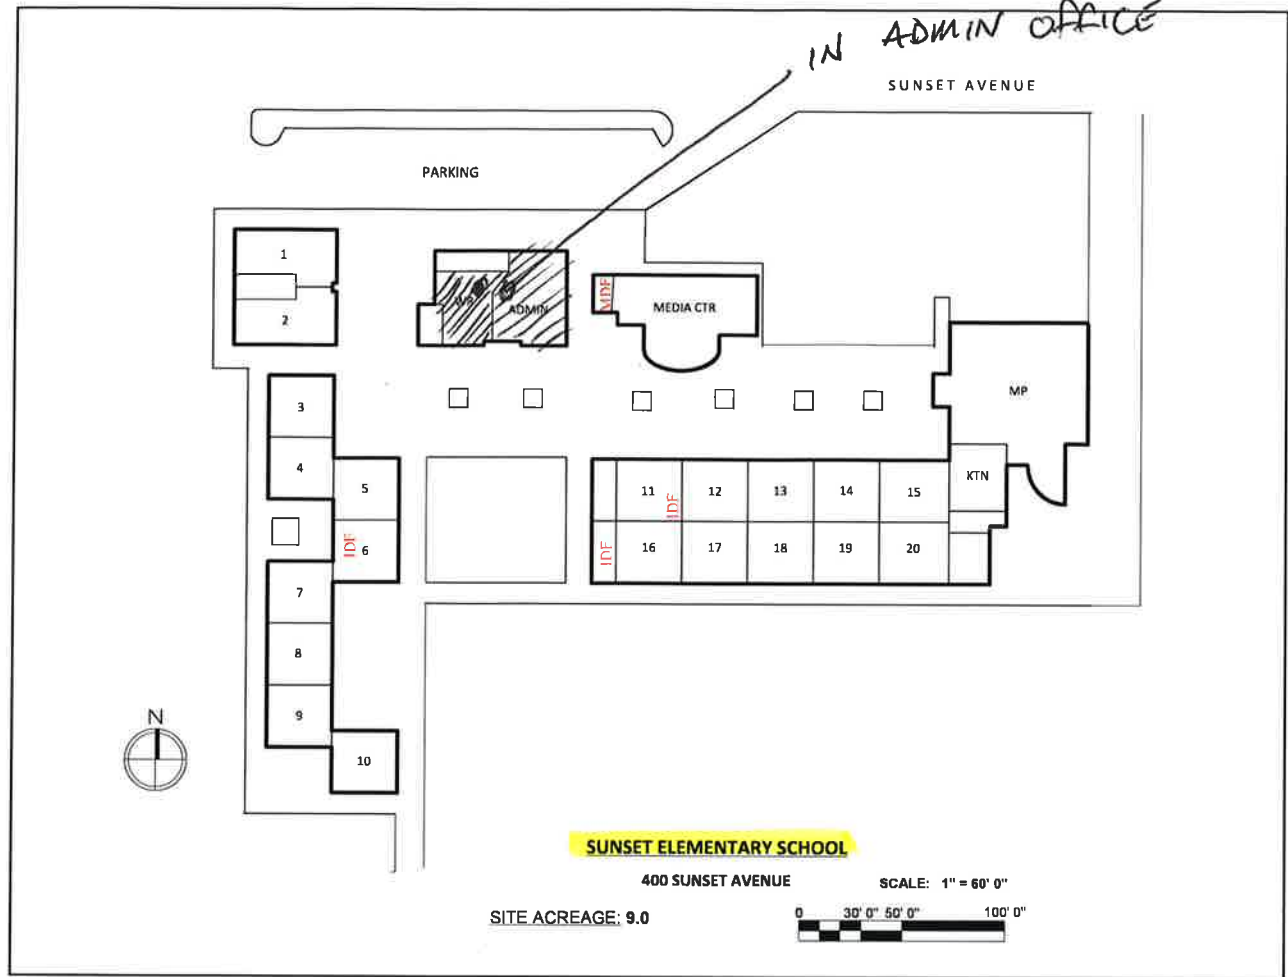 IN ADMIN OFFICE
SUNSET AVENUE
PARKING
1
2
ADMIN
MDF
MEDIA CTR
MP
3
4
5
IDF
6
7
8
9
10
11
12
13
14
15
KTN
IDF
IDF
16
17
18
19
20
N
SUNSET ELEMENTARY SCHOOL
400 SUNSET AVENUE
SCALE: 1" = 60' 0"
SITE ACREAGE: 9.0
0 30' 0" 50' 0" 100' 0"